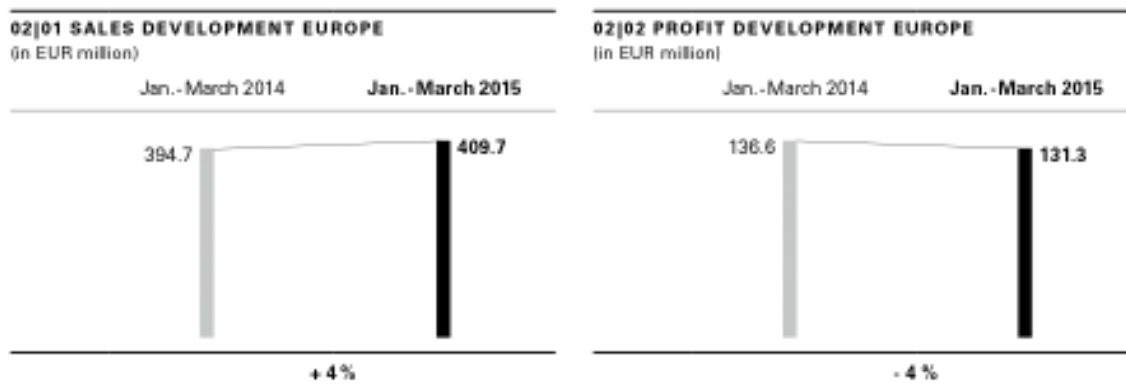 02|01 SALES DEVELOPMENT EUROPE
(in EUR million)
Jan.-March 2014 Jan.-March 2015
394.7 409.7
+ 4 %
02|02 PROFIT DEVELOPMENT EUROPE
(in EUR million)
Jan.-March 2014 Jan.-March 2015
136.6 131.3
- 4 %